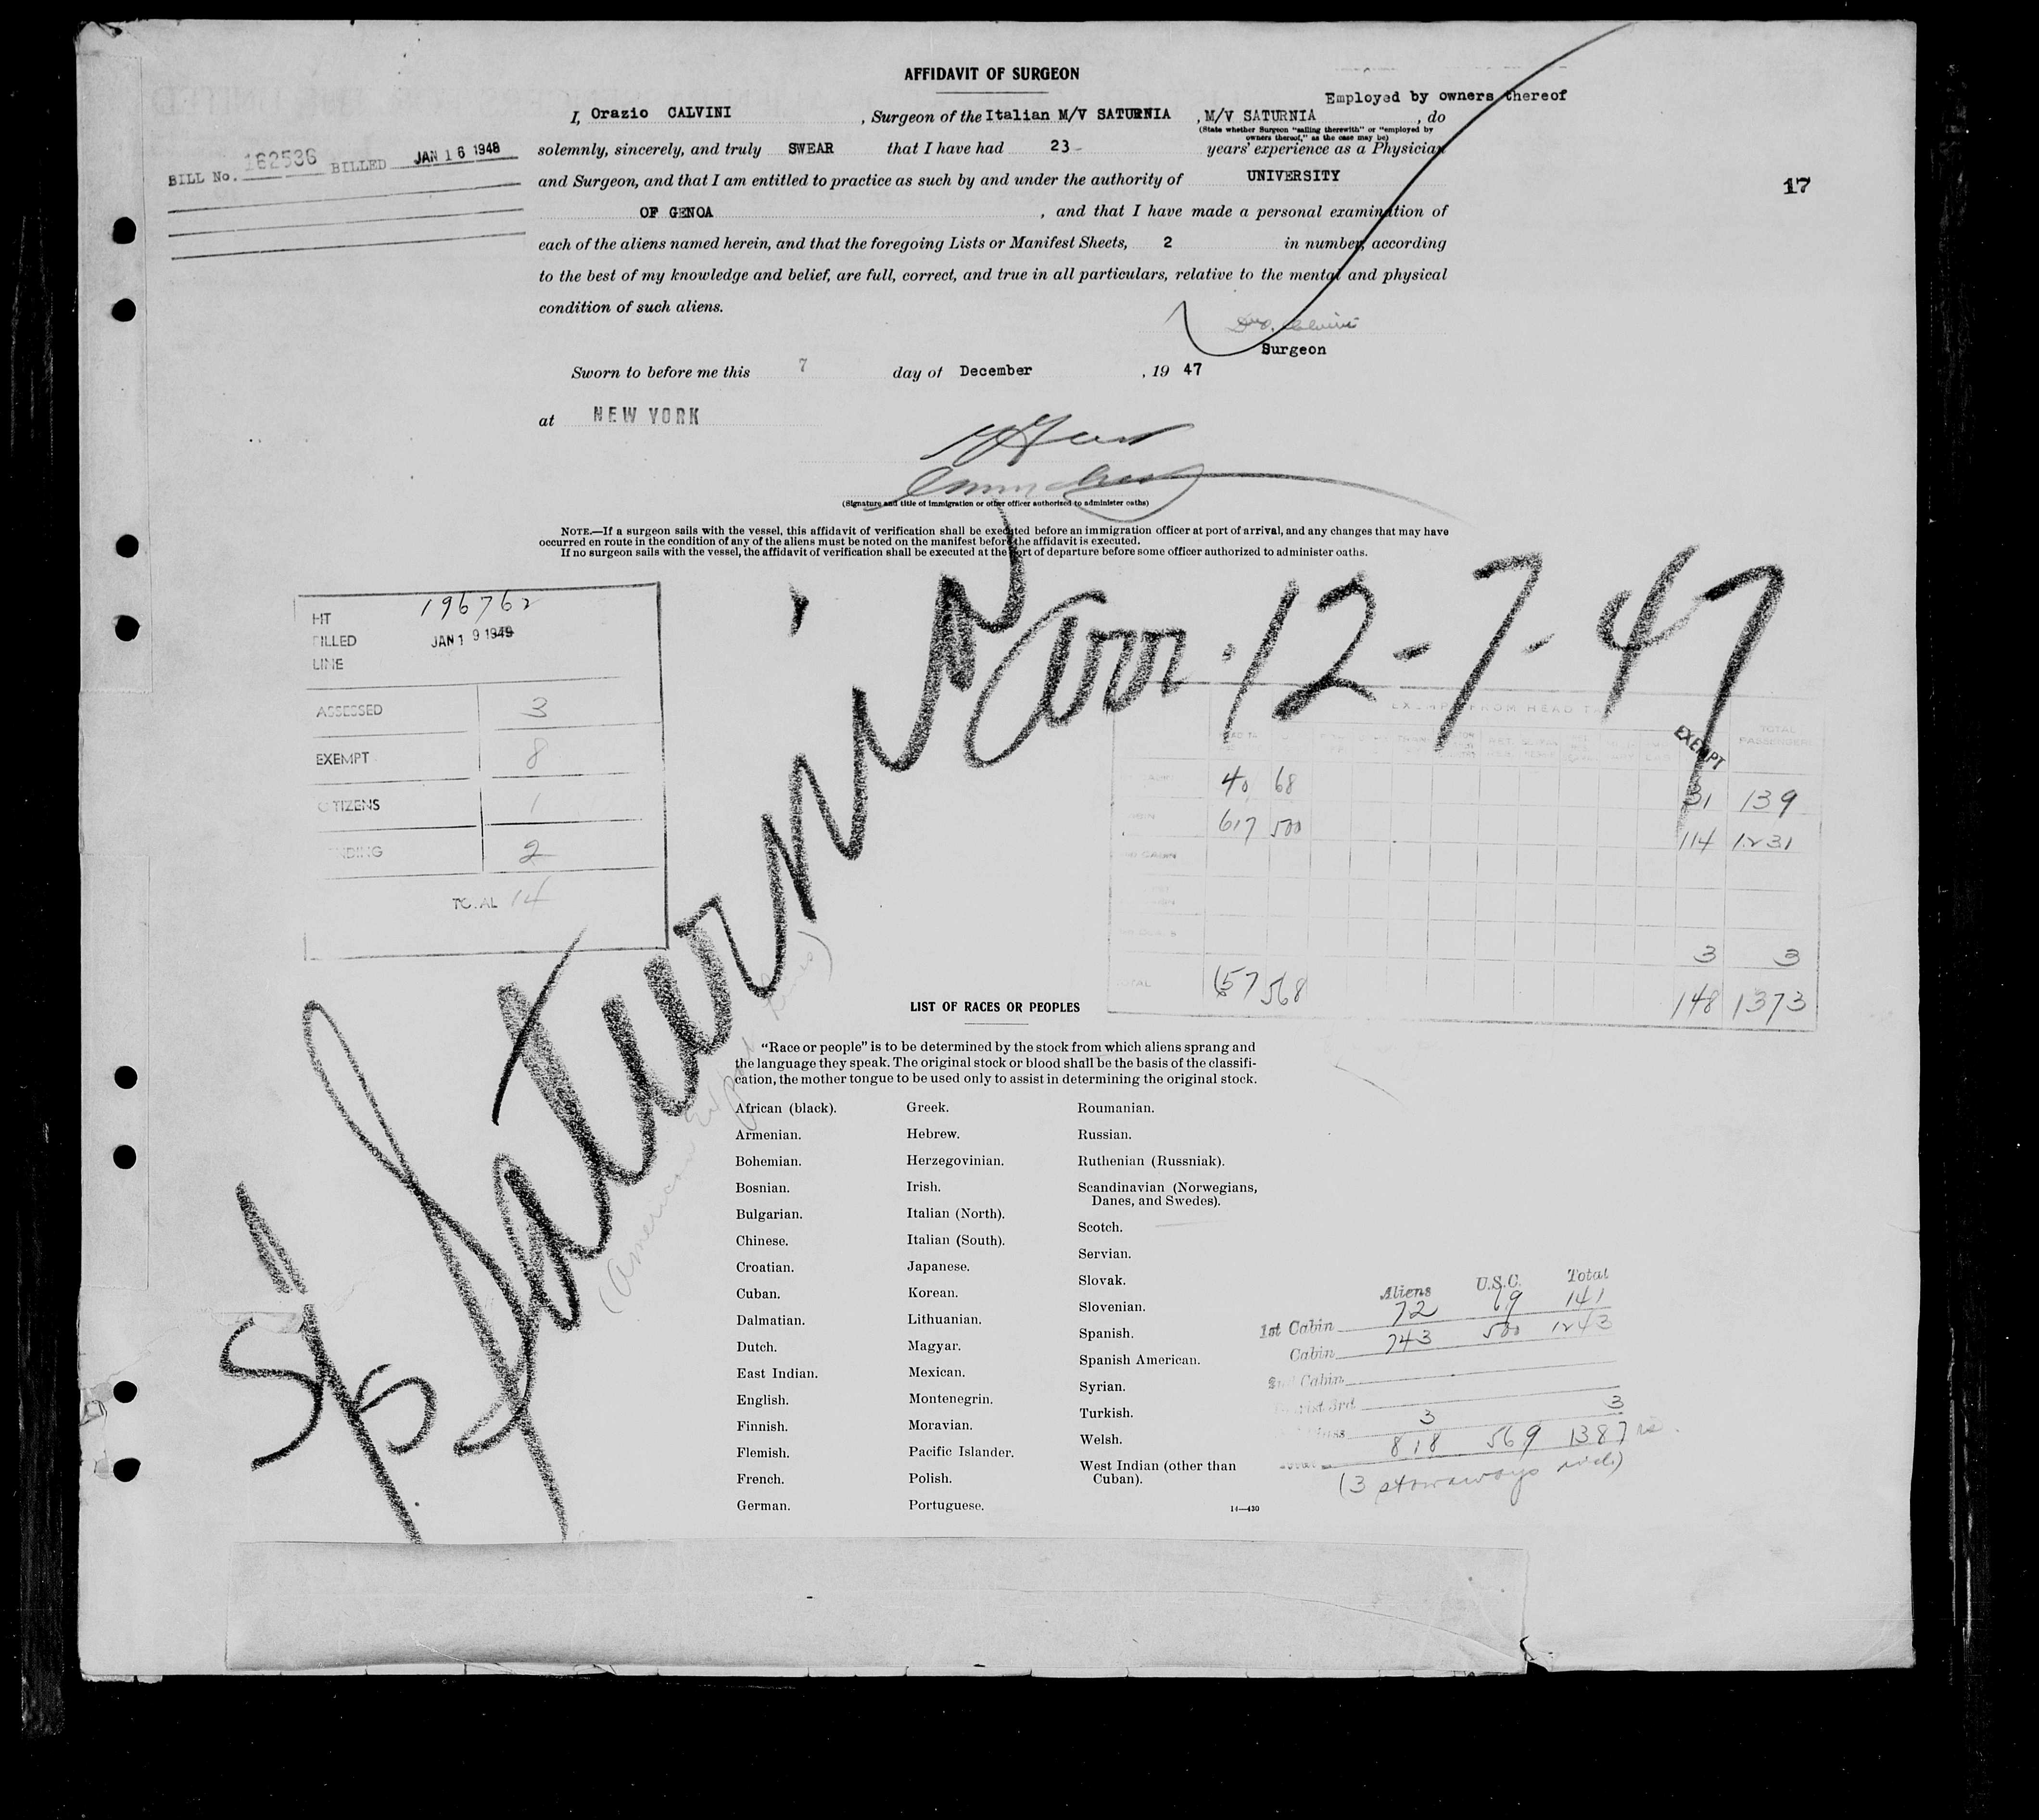 AFFIDAVIT OF SURGEON
Employed by owners thereof
I, Orazio CALVINI , Surgeon of the Italian M/V SATURNIA , M/V SATURNIA , do
(State whether Surgeon "sailing therewith" or "employed by
owners thereof," as the case may be)
solemnly, sincerely, and truly SWEAR that I have had 23 years' experience as a Physician
BILL No. 162536 BILLED JAN 16 1948
and Surgeon, and that I am entitled to practice as such by and under the authority of UNIVERSITY
17
OF GENOA , and that I have made a personal examination of
each of the aliens named herein, and that the foregoing Lists or Manifest Sheets, 2 in number, according
to the best of my knowledge and belief, are full, correct, and true in all particulars, relative to the mental and physical
condition of such aliens.
Surgeon
Sworn to before me this 7 day of December , 19 47
at NEW YORK
(Signature and title of immigration or other officer authorized to administer oaths)
NOTE.—If a surgeon sails with the vessel, this affidavit of verification shall be executed before an immigration officer at port of arrival, and any changes that may have
occurred en route in the condition of any of the aliens must be noted on the manifest before the affidavit is executed.
If no surgeon sails with the vessel, the affidavit of verification shall be executed at the port of departure before some officer authorized to administer oaths.
S/S Saturnia
arr. 12-7-47
HT 196762
BILLED JAN 19 1949
LINE
ASSESSED 3
EXEMPT 8
CITIZENS 1
PENDING 2
TOTAL 14
EXEMPT FROM HEAD TAX
EXEMPT
TOTAL
PASSENGERS
40 68 31 139
617 500 114 1231
3 3
TOTAL 657 568 148 1373
LIST OF RACES OR PEOPLES
"Race or people" is to be determined by the stock from which aliens sprang and
the language they speak. The original stock or blood shall be the basis of the classifi-
cation, the mother tongue to be used only to assist in determining the original stock.
African (black).
Armenian.
Bohemian.
Bosnian.
Bulgarian.
Chinese.
Croatian.
Cuban.
Dalmatian.
Dutch.
East Indian.
English.
Finnish.
Flemish.
French.
German.
Greek.
Hebrew.
Herzegovinian.
Irish.
Italian (North).
Italian (South).
Japanese.
Korean.
Lithuanian.
Magyar.
Mexican.
Montenegrin.
Moravian.
Pacific Islander.
Polish.
Portuguese.
Roumanian.
Russian.
Ruthenian (Russniak).
Scandinavian (Norwegians,
Danes, and Swedes).
Scotch.
Servian.
Slovak.
Slovenian.
Spanish.
Spanish American.
Syrian.
Turkish.
Welsh.
West Indian (other than
Cuban).
14—430
(American Export Lines)
Aliens U.S.C. Total
1st Cabin 72 69 141
Cabin 743 500 1243
2nd Cabin
Tourist 3rd
Class 3 3
Total 818 569 1387
(3 stowaways incl.)